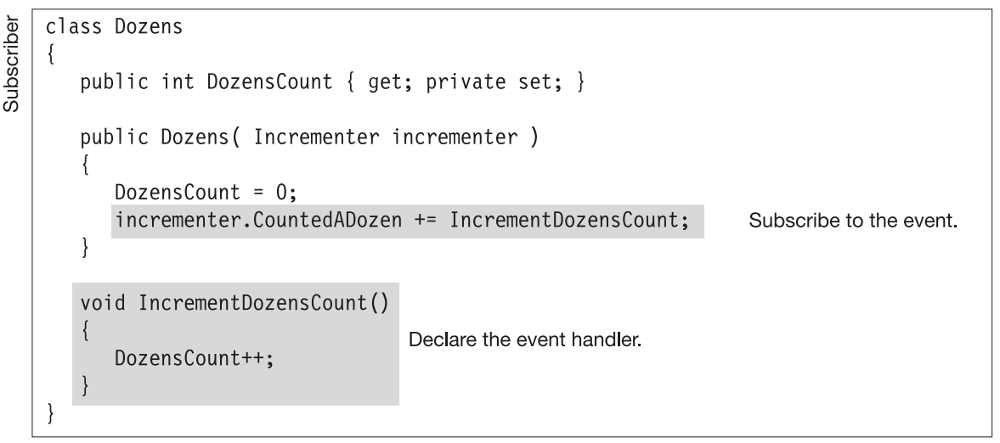 Subscriber
class Dozens
{
public int DozensCount { get; private set; }
public Dozens( Incrementer incrementer )
{
DozensCount = 0;
incrementer.CountedADozen += IncrementDozensCount; Subscribe to the event.
}
void IncrementDozensCount()
{
Declare the event handler.
DozensCount++;
}
}